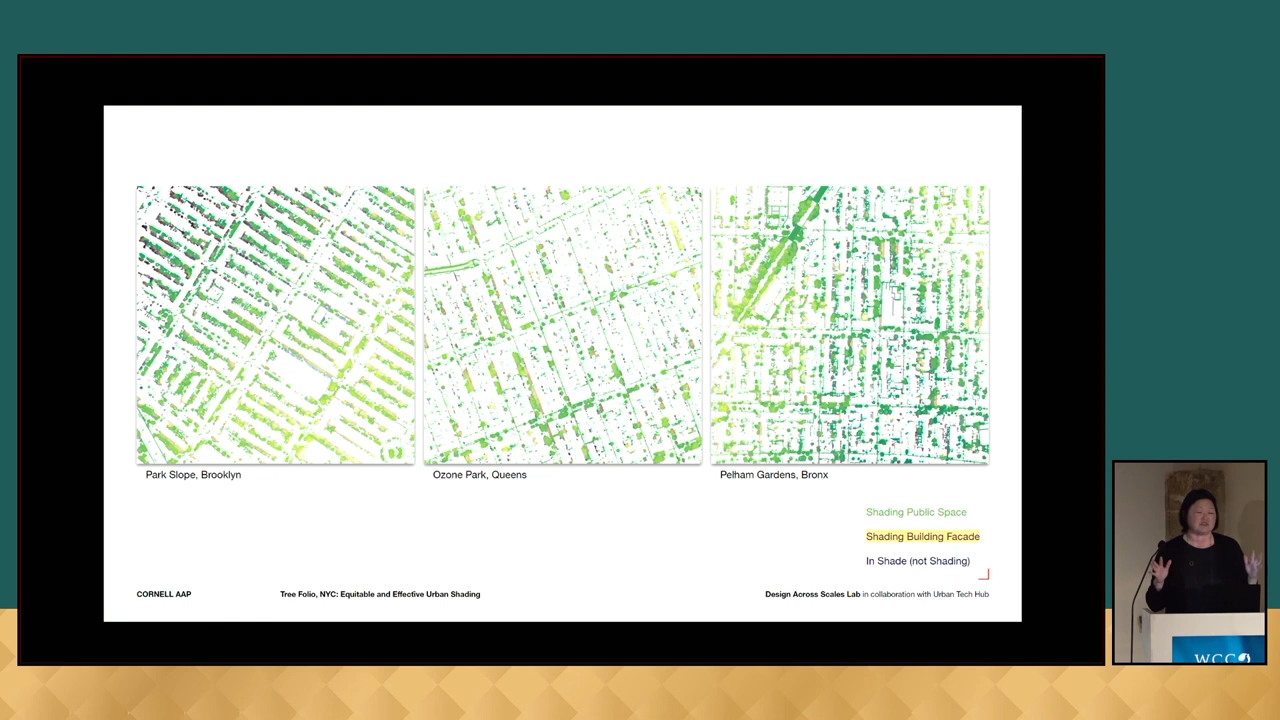 Park Slope, Brooklyn
Ozone Park, Queens
Pelham Gardens, Bronx
Shading Public Space
Shading Building Facade
In Shade (not Shading)
CORNELL AAP
Tree Folio, NYC: Equitable and Effective Urban Shading
Design Across Scales Lab in collaboration with Urban Tech Hub
WCC